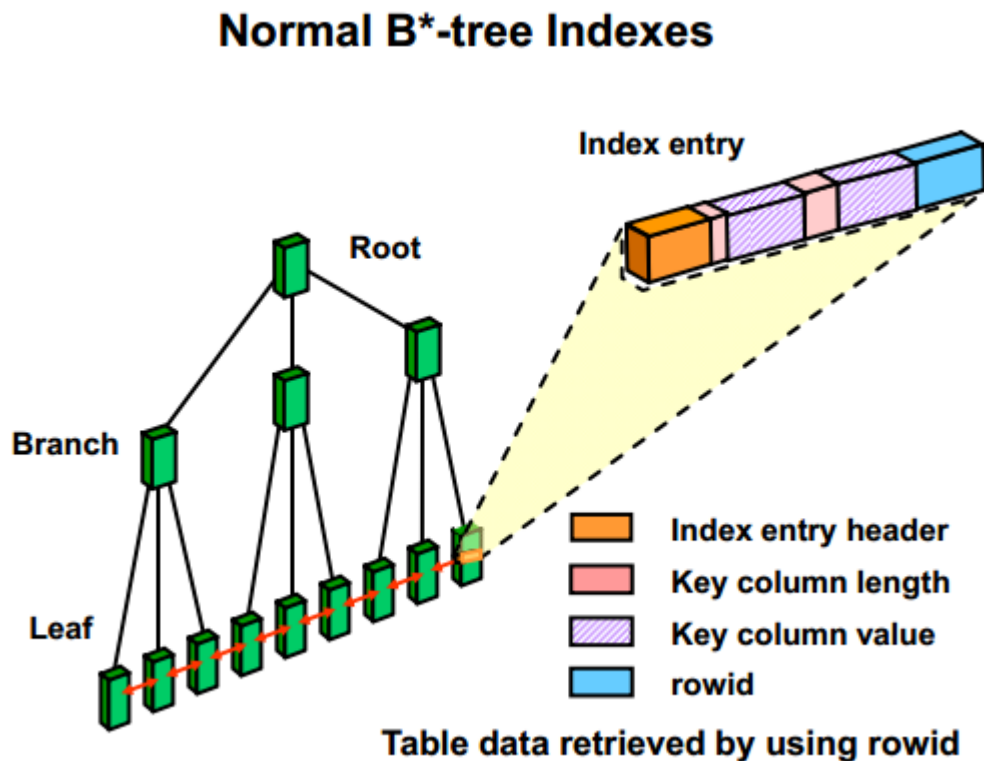 Normal B*-tree Indexes
Index entry
Root
Branch
Leaf
Index entry header
Key column length
Key column value
rowid
Table data retrieved by using rowid